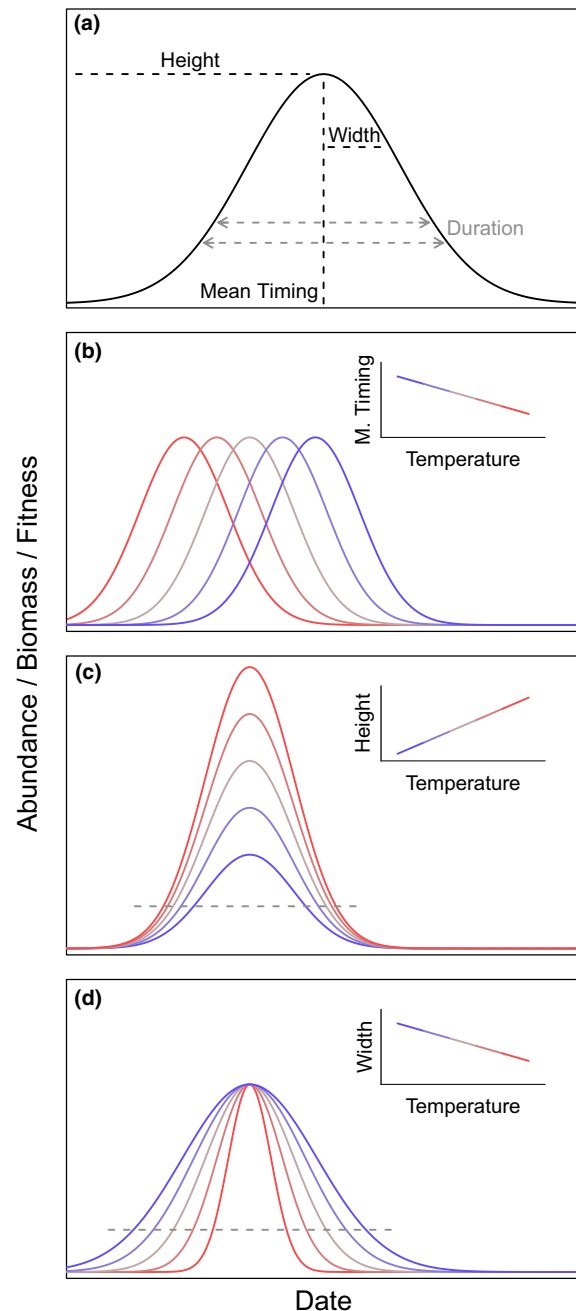 (a)
Height
Width
Duration
Mean Timing
(b)
M. Timing
Temperature
Abundance / Biomass / Fitness
(c)
Height
Temperature
(d)
Width
Temperature
Date